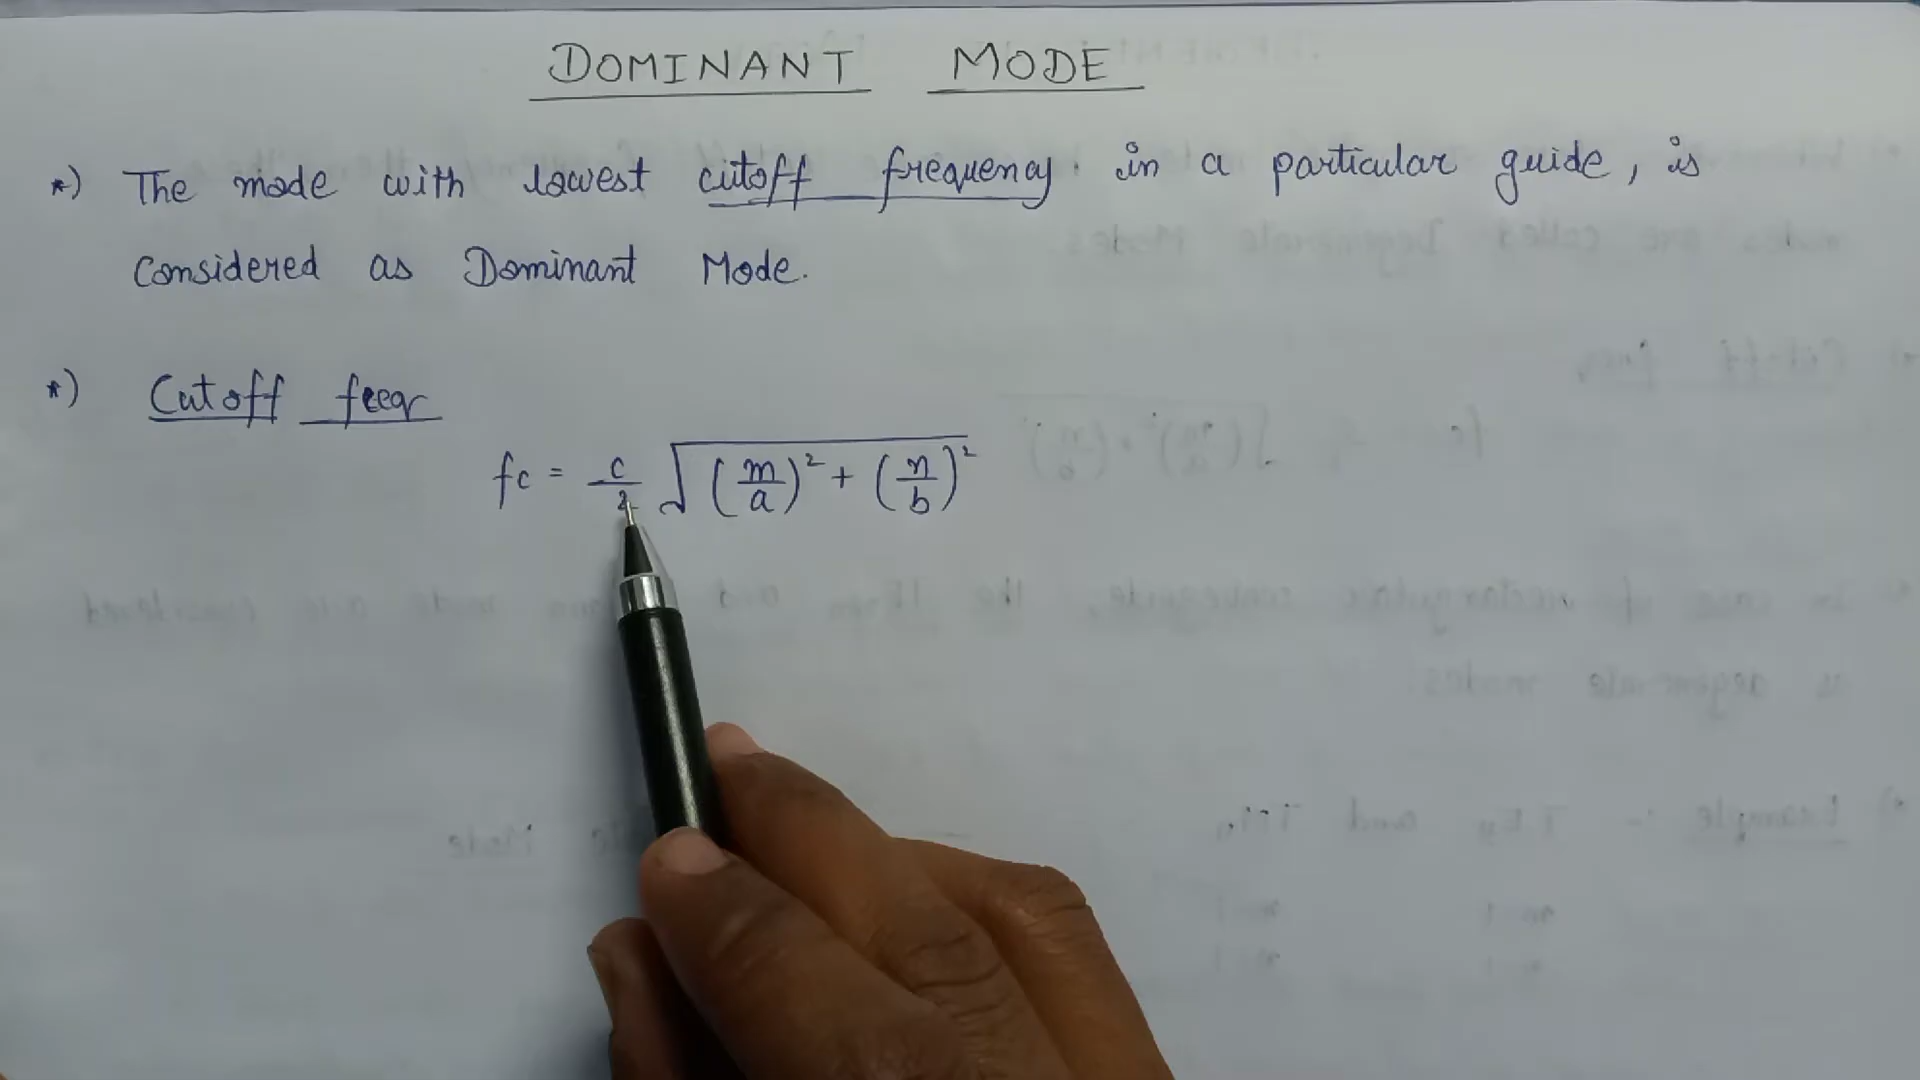 DOMINANT MODE
*) The mode with lowest cutoff frequency in a particular guide, is
Considered as Dominant Mode.
*) Cutoff freq
fc = c/2 √(m/a)² + (n/b)²